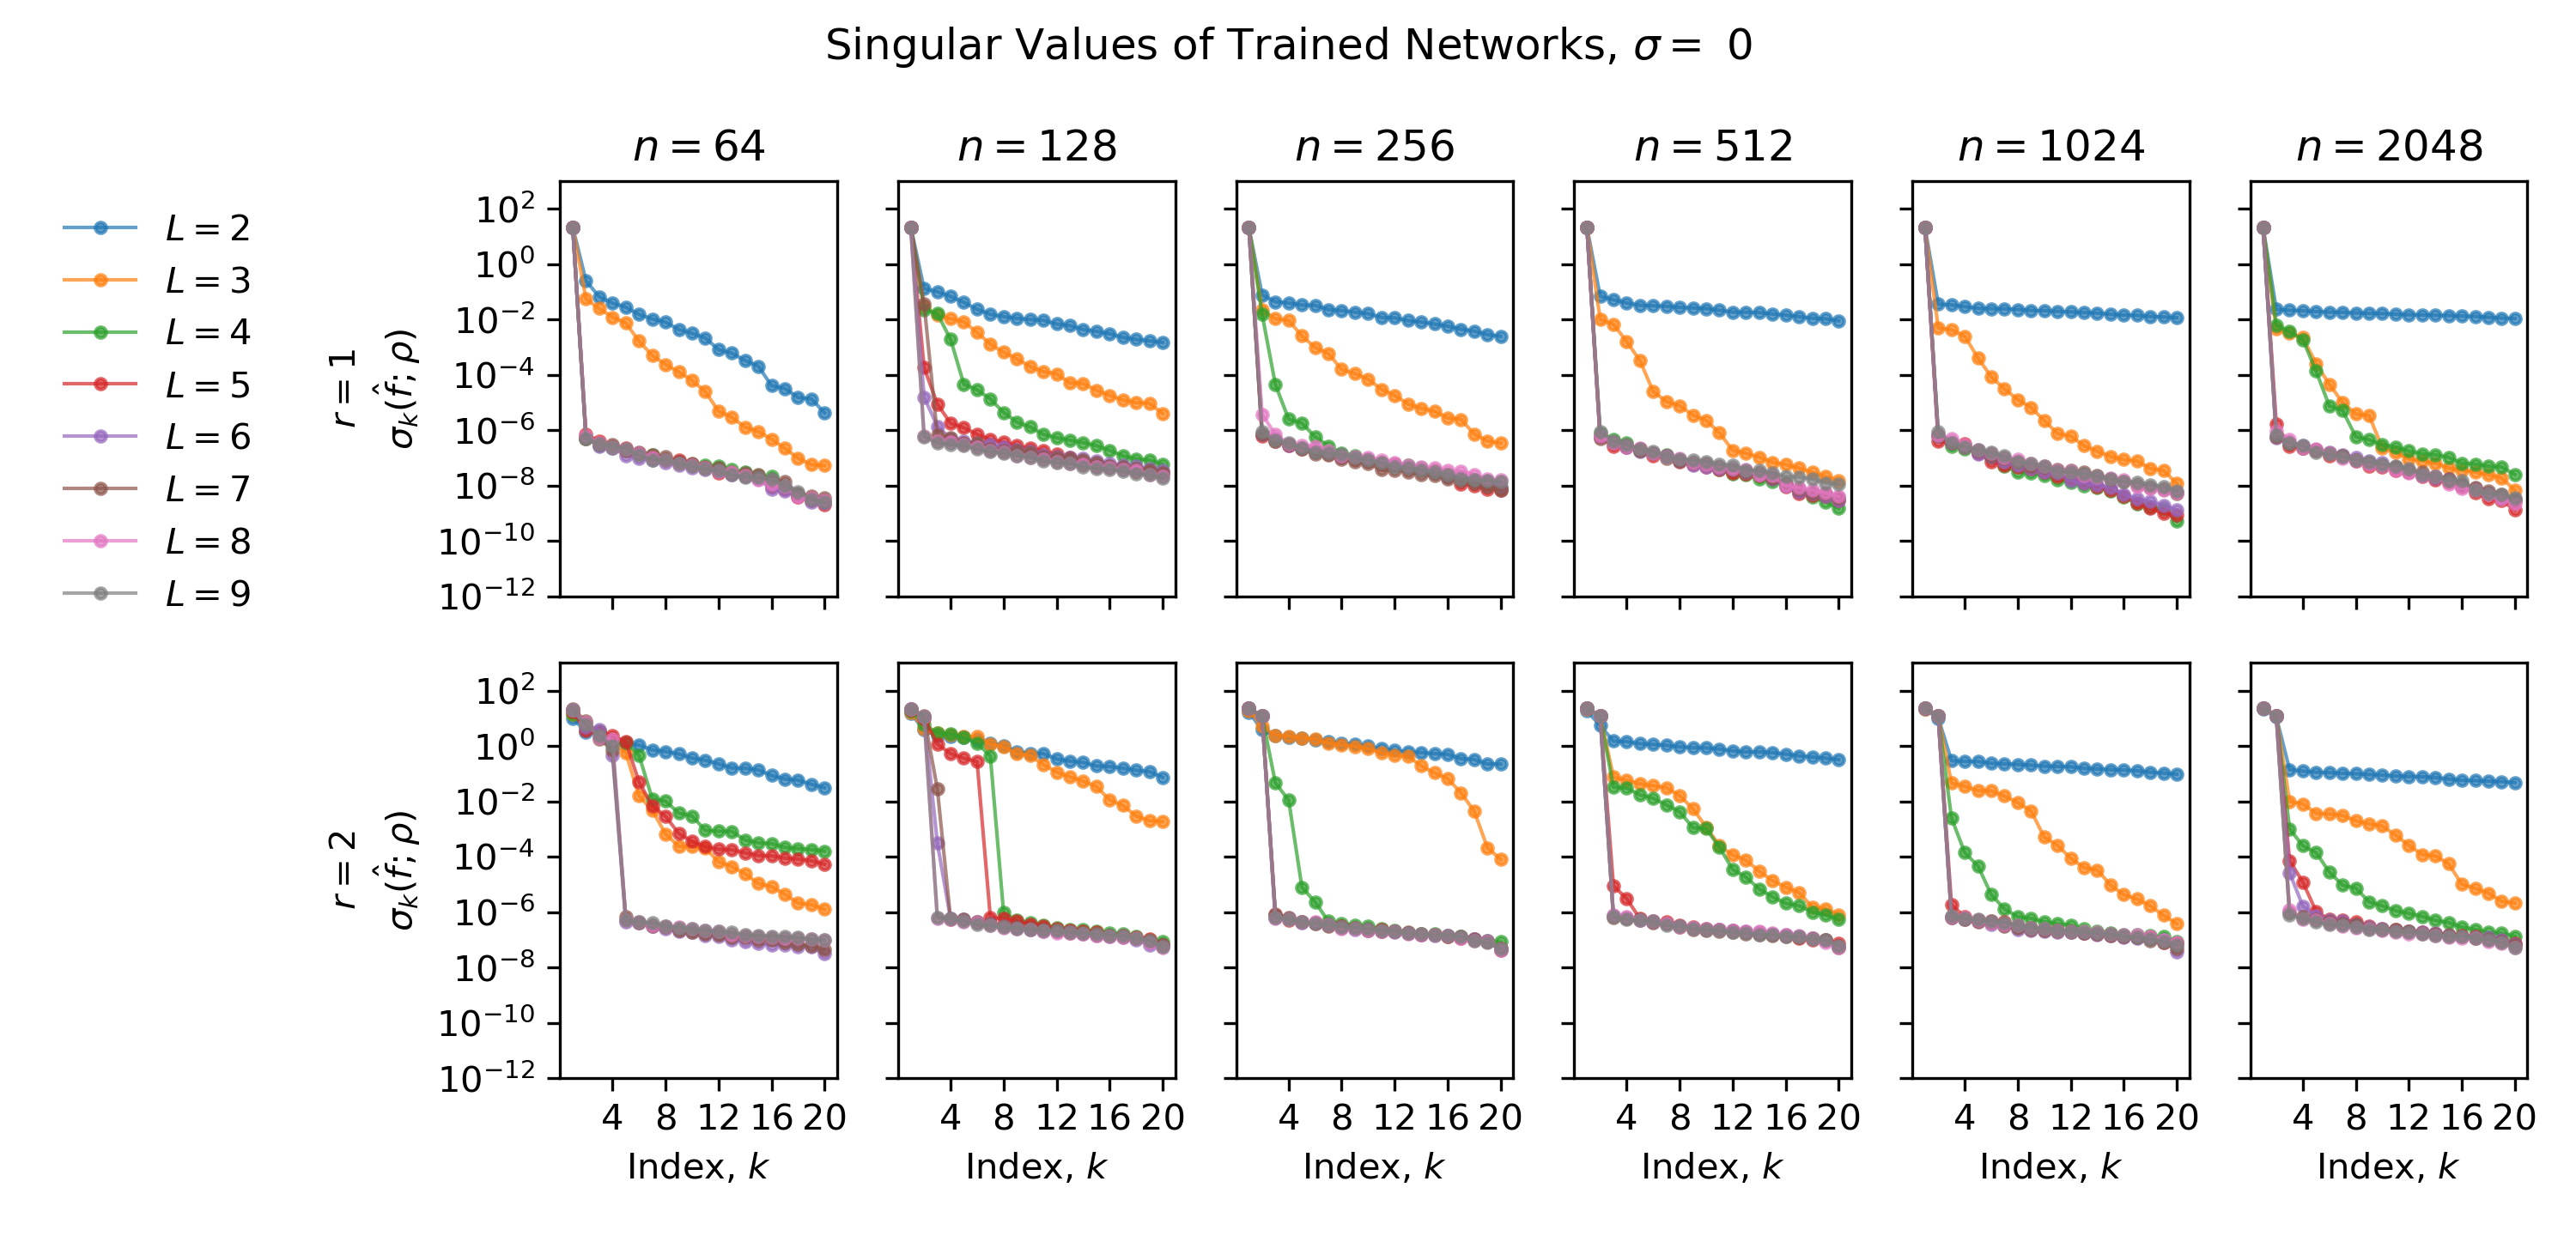 Singular Values of Trained Networks, σ = 0
n = 64
n = 128
n = 256
n = 512
n = 1024
n = 2048
L = 2
L = 3
L = 4
L = 5
L = 6
L = 7
L = 8
L = 9
r = 1
σ_k(f̂; ρ)
10^2
10^0
10^−2
10^−4
10^−6
10^−8
10^−10
10^−12
r = 2
σ_k(f̂; ρ)
10^2
10^0
10^−2
10^−4
10^−6
10^−8
10^−10
10^−12
4 8 12 16 20
4 8 12 16 20
4 8 12 16 20
4 8 12 16 20
4 8 12 16 20
4 8 12 16 20
Index, k
Index, k
Index, k
Index, k
Index, k
Index, k